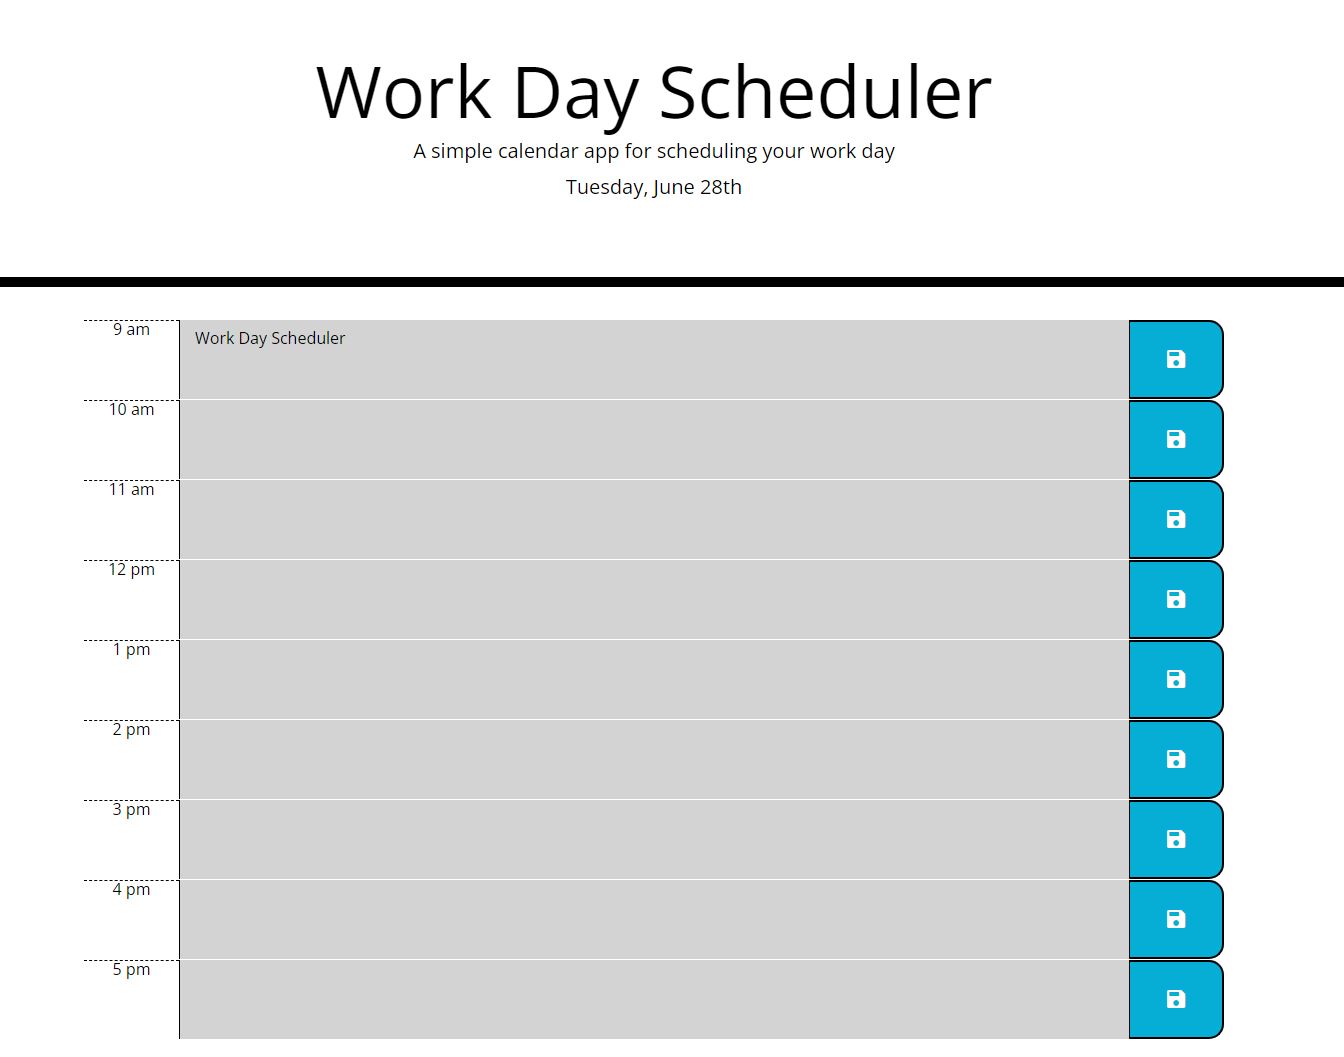 Work Day Scheduler
A simple calendar app for scheduling your work day
Tuesday, June 28th
9 am
Work Day Scheduler
10 am
11 am
12 pm
1 pm
2 pm
3 pm
4 pm
5 pm